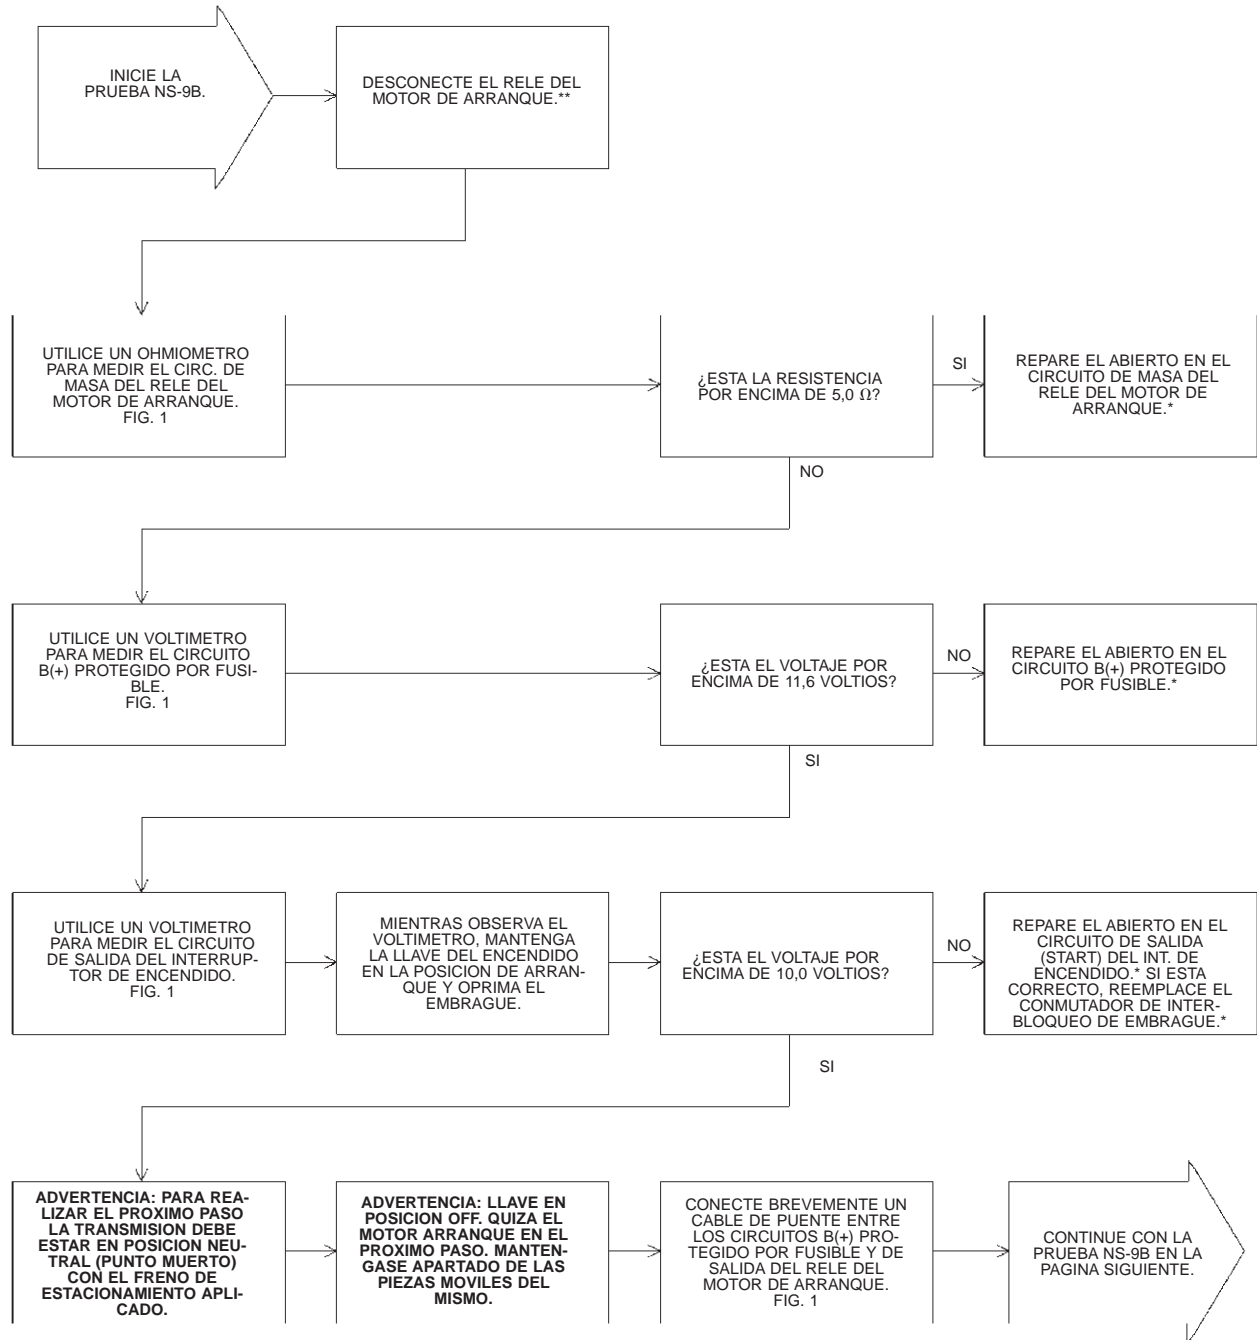 INICIE LA
PRUEBA NS-9B.
DESCONECTE EL RELE DEL
MOTOR DE ARRANQUE.**
UTILICE UN OHMIOMETRO
PARA MEDIR EL CIRC. DE
MASA DEL RELE DEL
MOTOR DE ARRANQUE.
FIG. 1
¿ESTA LA RESISTENCIA
POR ENCIMA DE 5,0 Ω?
SI
REPARE EL ABIERTO EN EL
CIRCUITO DE MASA DEL
RELE DEL MOTOR DE
ARRANQUE.*
NO
UTILICE UN VOLTIMETRO
PARA MEDIR EL CIRCUITO
B(+) PROTEGIDO POR FUSI-
BLE.
FIG. 1
¿ESTA EL VOLTAJE POR
ENCIMA DE 11,6 VOLTIOS?
NO
REPARE EL ABIERTO EN EL
CIRCUITO B(+) PROTEGIDO
POR FUSIBLE.*
SI
UTILICE UN VOLTIMETRO
PARA MEDIR EL CIRCUITO
DE SALIDA DEL INTERRUP-
TOR DE ENCENDIDO.
FIG. 1
MIENTRAS OBSERVA EL
VOLTIMETRO, MANTENGA
LA LLAVE DEL ENCENDIDO
EN LA POSICION DE ARRAN-
QUE Y OPRIMA EL
EMBRAGUE.
¿ESTA EL VOLTAJE POR
ENCIMA DE 10,0 VOLTIOS?
NO
REPARE EL ABIERTO EN EL
CIRCUITO DE SALIDA
(START) DEL INT. DE
ENCENDIDO.* SI ESTA
CORRECTO, REEMPLACE EL
CONMUTADOR DE INTER-
BLOQUEO DE EMBRAGUE.*
SI
ADVERTENCIA: PARA REA-
LIZAR EL PROXIMO PASO
LA TRANSMISION DEBE
ESTAR EN POSICION NEU-
TRAL (PUNTO MUERTO)
CON EL FRENO DE
ESTACIONAMIENTO APLI-
CADO.
ADVERTENCIA: LLAVE EN
POSICION OFF. QUIZA EL
MOTOR ARRANQUE EN EL
PROXIMO PASO. MANTEN-
GASE APARTADO DE LAS
PIEZAS MOVILES DEL
MISMO.
CONECTE BREVEMENTE UN
CABLE DE PUENTE ENTRE
LOS CIRCUITOS B(+) PRO-
TEGIDO POR FUSIBLE Y DE
SALIDA DEL RELE DEL
MOTOR DE ARRANQUE.
FIG. 1
CONTINUE CON LA
PRUEBA NS-9B EN LA
PAGINA SIGUIENTE.